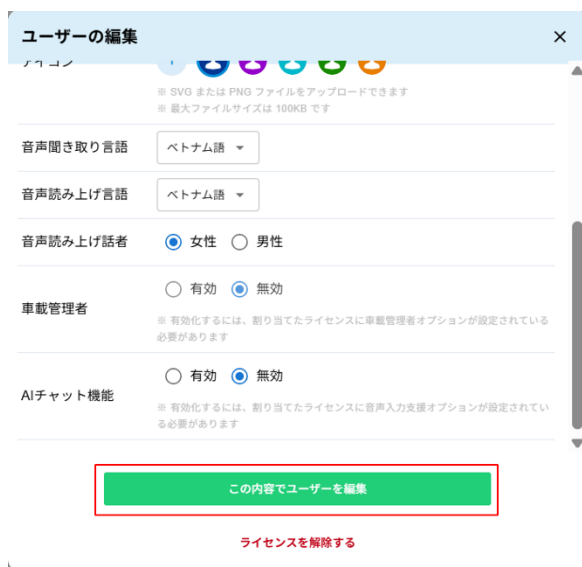 ユーザーの編集
アイコン
※ SVG または PNG ファイルをアップロードできます
※ 最大ファイルサイズは 100KB です
音声聞き取り言語
ベトナム語
音声読み上げ言語
ベトナム語
音声読み上げ話者
女性 男性
有効 無効
車載管理者
※ 有効化するには、割り当てたライセンスに車載管理者オプションが設定されている
必要があります
有効 無効
AIチャット機能
※ 有効化するには、割り当てたライセンスに音声入力支援オプションが設定されてい
る必要があります
この内容でユーザーを編集
ライセンスを解除する